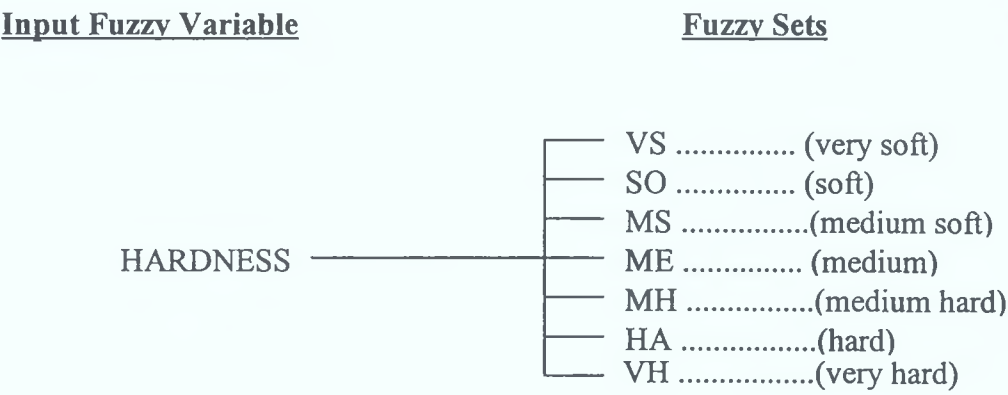 Input Fuzzy Variable Fuzzy Sets
VS ............... (very soft)
SO ............... (soft)
MS ................(medium soft)
HARDNESS ME ............... (medium)
MH ................(medium hard)
HA .................(hard)
VH .................(very hard)